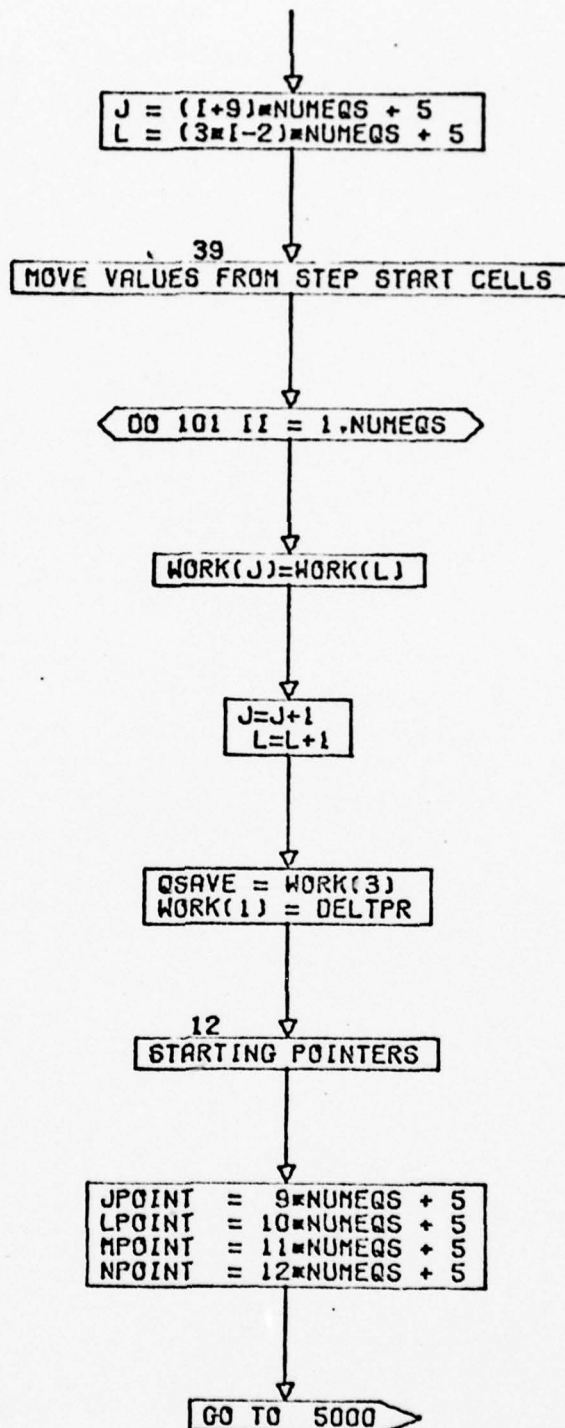 J = (I+9)*NUMEQS + 5
L = (3*I-2)*NUMEQS + 5
39
MOVE VALUES FROM STEP START CELLS
DO 101 II = 1,NUMEQS
WORK(J)=WORK(L)
J=J+1
L=L+1
QSAVE = WORK(3)
WORK(1) = DELTPR
12
STARTING POINTERS
JPOINT = 9*NUMEQS + 5
LPOINT = 10*NUMEQS + 5
MPOINT = 11*NUMEQS + 5
NPOINT = 12*NUMEQS + 5
GO TO 5000